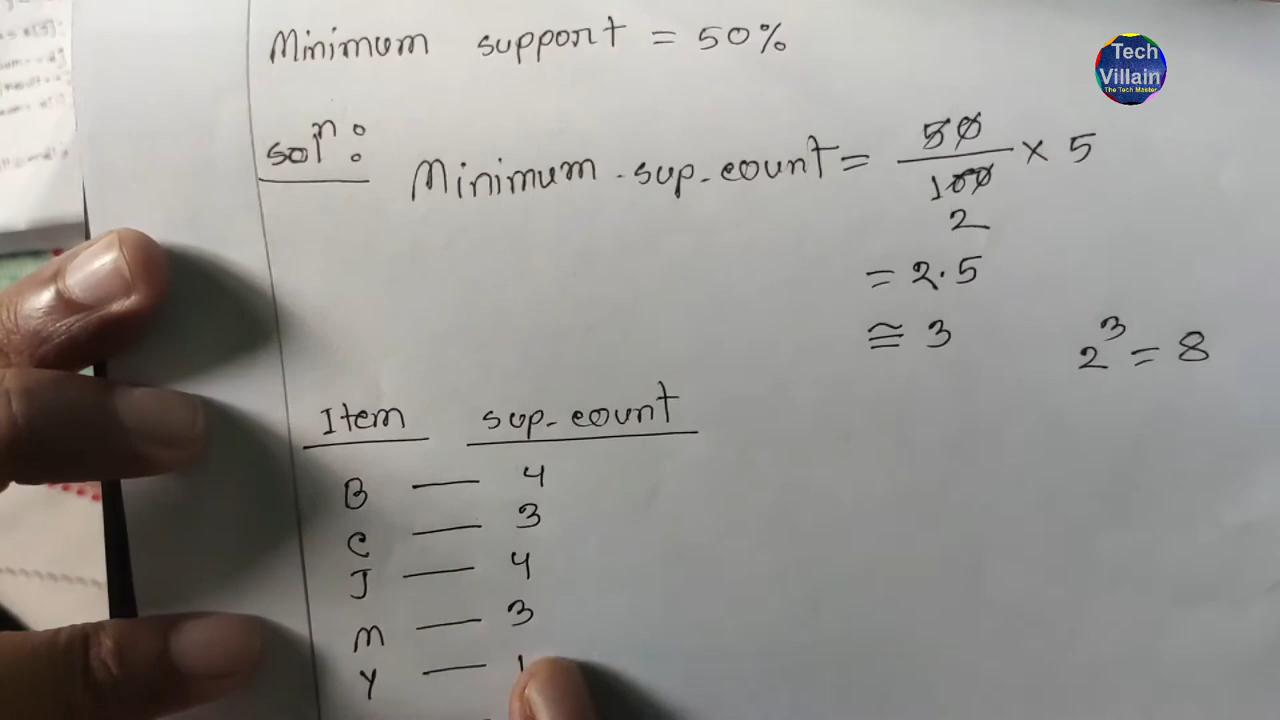 Minimum support = 50%
Tech
Villain
The Tech Master
solⁿ:
Minimum sup-count = 50/100 × 5
2
= 2.5
≅ 3
2³ = 8
Item sup-count
B — 4
C — 3
J — 4
M — 3
Y — 1